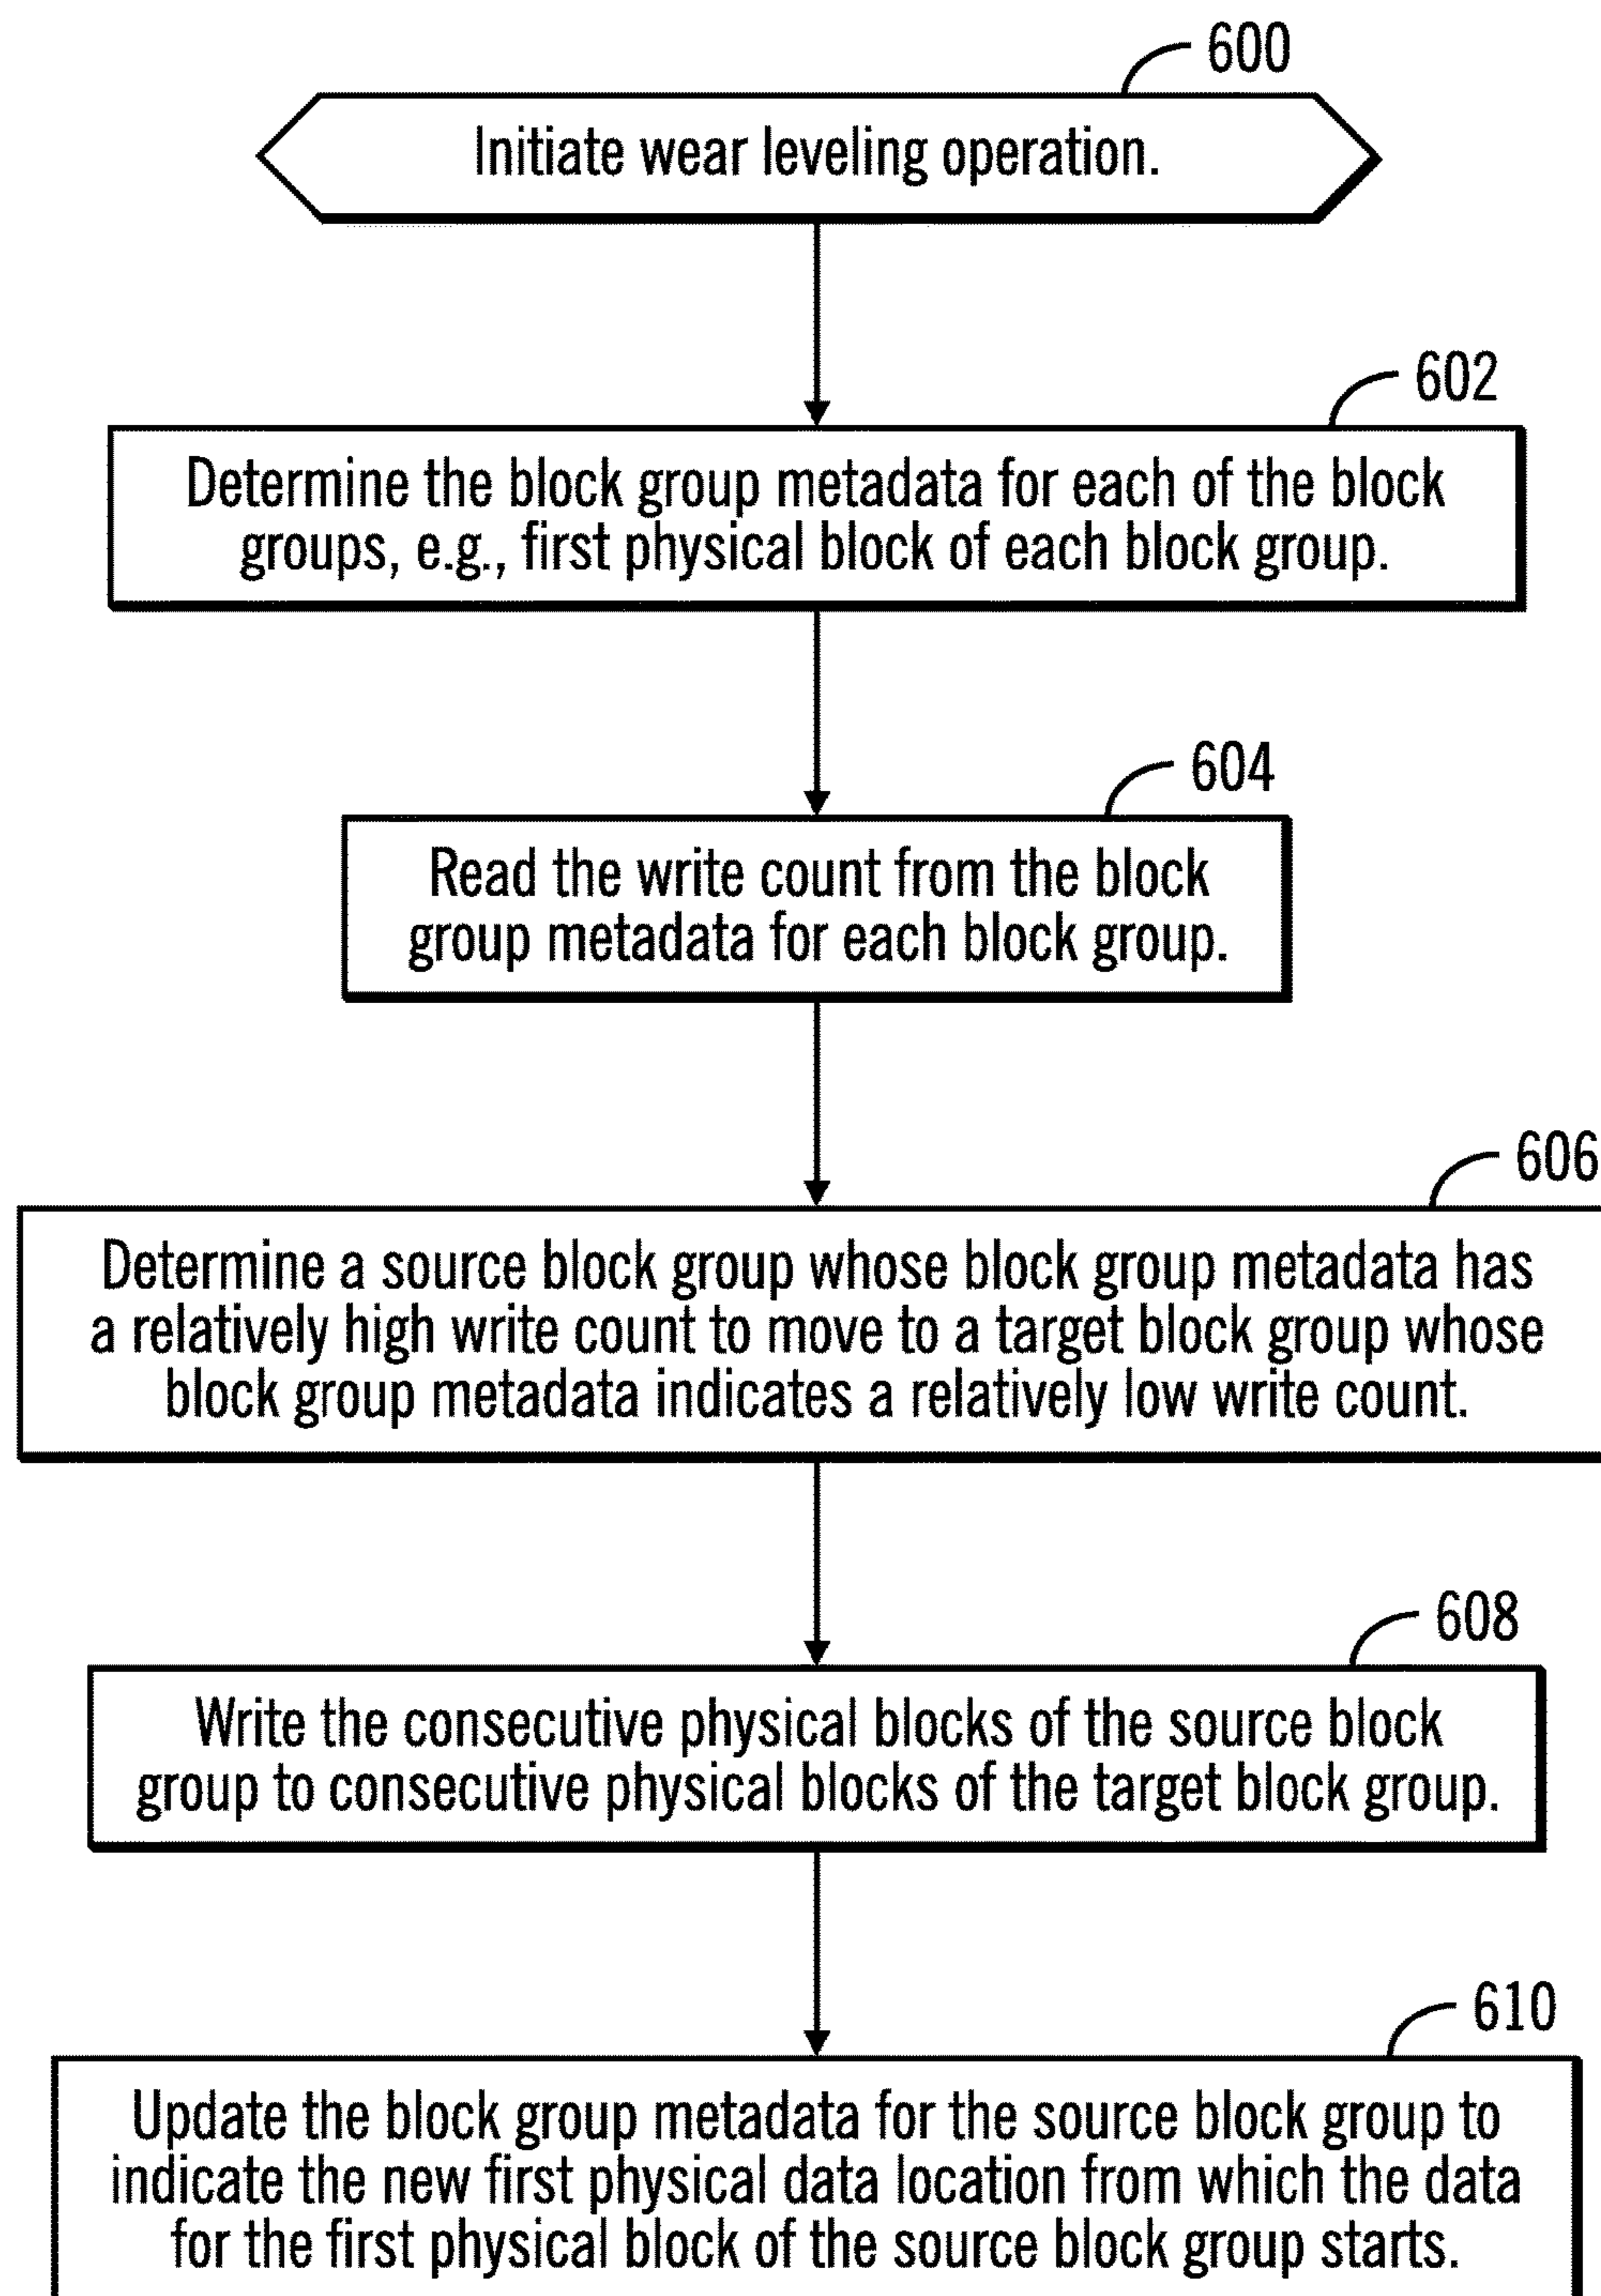 600
Initiate wear leveling operation.
602
Determine the block group metadata for each of the block
groups, e.g., first physical block of each block group.
604
Read the write count from the block
group metadata for each block group.
606
Determine a source block group whose block group metadata has
a relatively high write count to move to a target block group whose
block group metadata indicates a relatively low write count.
608
Write the consecutive physical blocks of the source block
group to consecutive physical blocks of the target block group.
610
Update the block group metadata for the source block group to
indicate the new first physical data location from which the data
for the first physical block of the source block group starts.